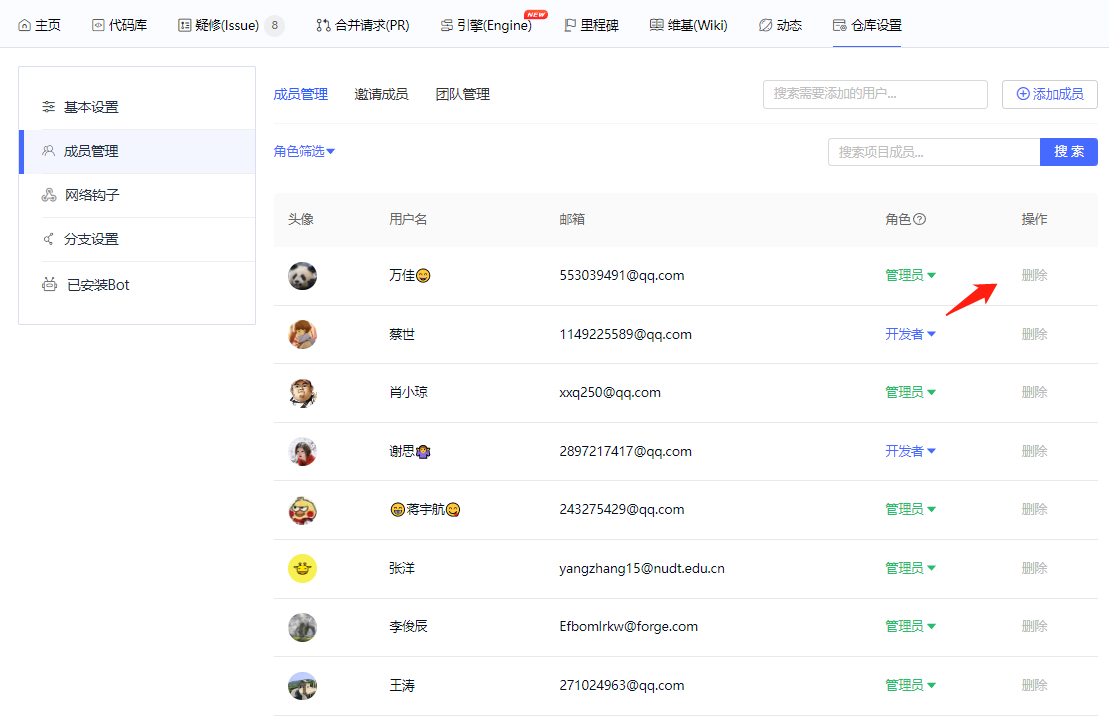 主页 代码库 疑修(Issue) 8 合并请求(PR) 引擎(Engine) NEW 里程碑 维基(Wiki) 动态 仓库设置
基本设置
成员管理
网络钩子
分支设置
已安装Bot
成员管理 邀请成员 团队管理 搜索需要添加的用户... 添加成员
角色筛选 搜索项目成员... 搜 索
头像 用户名 邮箱 角色 操作
万佳😄 553039491@qq.com 管理员 删除
蔡世 1149225589@qq.com 开发者 删除
肖小琼 xxq250@qq.com 管理员 删除
谢思🤷‍♀️ 2897217417@qq.com 开发者 删除
😁蒋宇航😋 243275429@qq.com 管理员 删除
张洋 yangzhang15@nudt.edu.cn 管理员 删除
李俊辰 Efbomlrkw@forge.com 管理员 删除
王涛 271024963@qq.com 管理员 删除